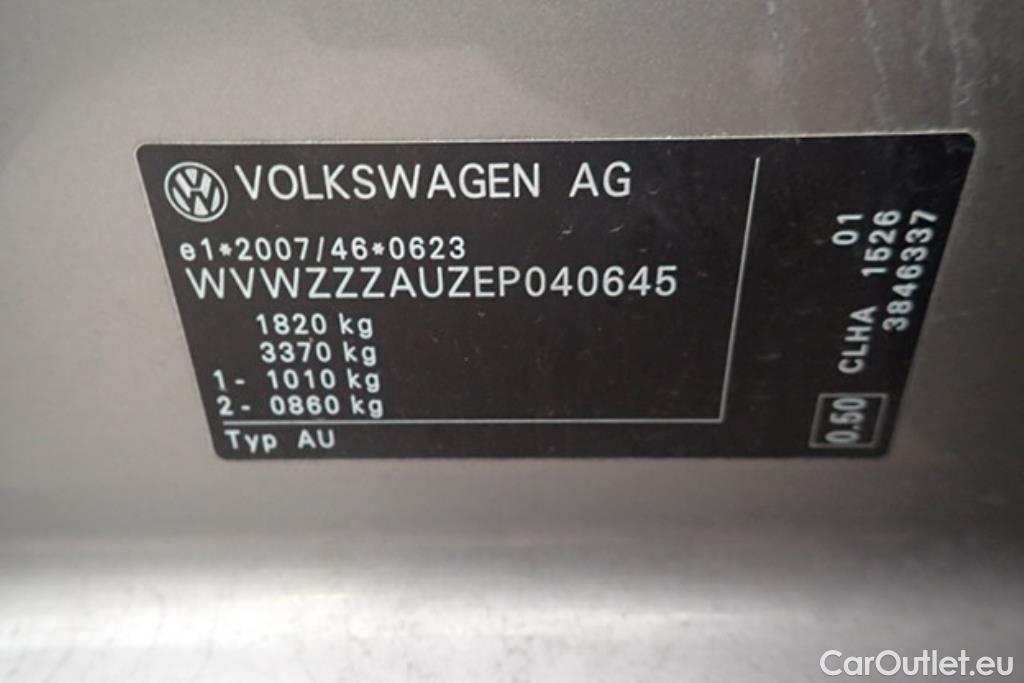 VOLKSWAGEN AG
e1*2007/46*0623
WVWZZZAUZEP040645
1820 kg
3370 kg
1- 1010 kg
2- 0860 kg
Typ AU
01
CLHA 1526
3846337
0.50
CarOutlet.eu